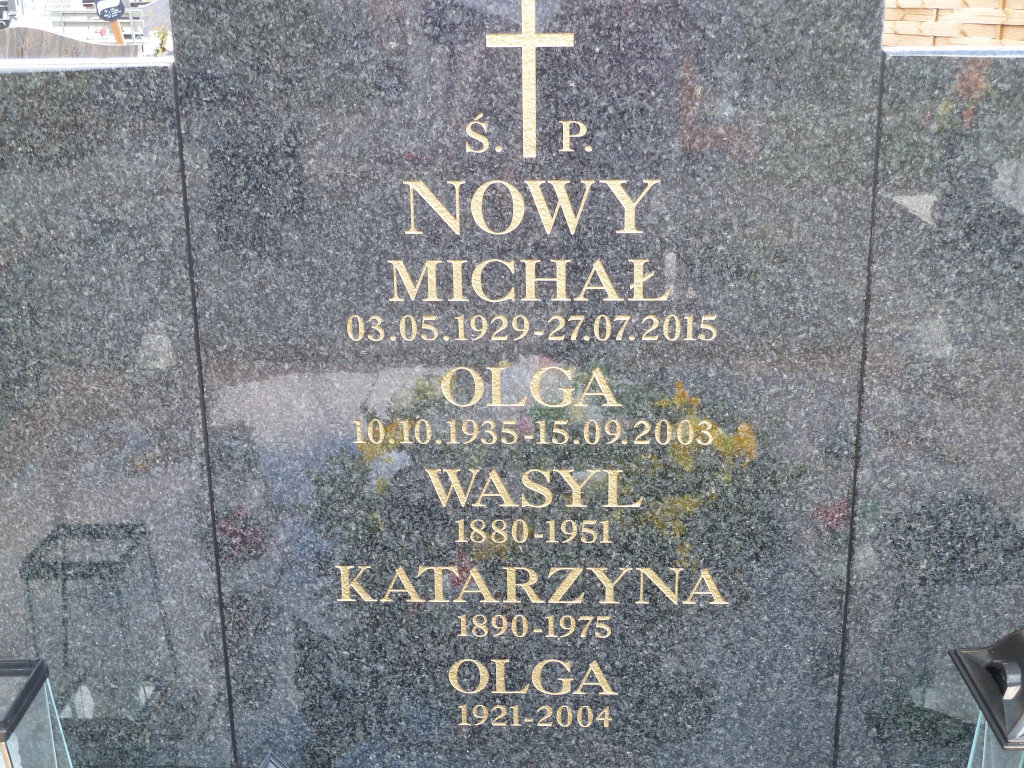 Ś. P.
NOWY
MICHAŁ
03.05.1929-27.07.2015
OLGA
10.10.1935-15.09.2003
WASYL
1880-1951
KATARZYNA
1890-1975
OLGA
1921-2004